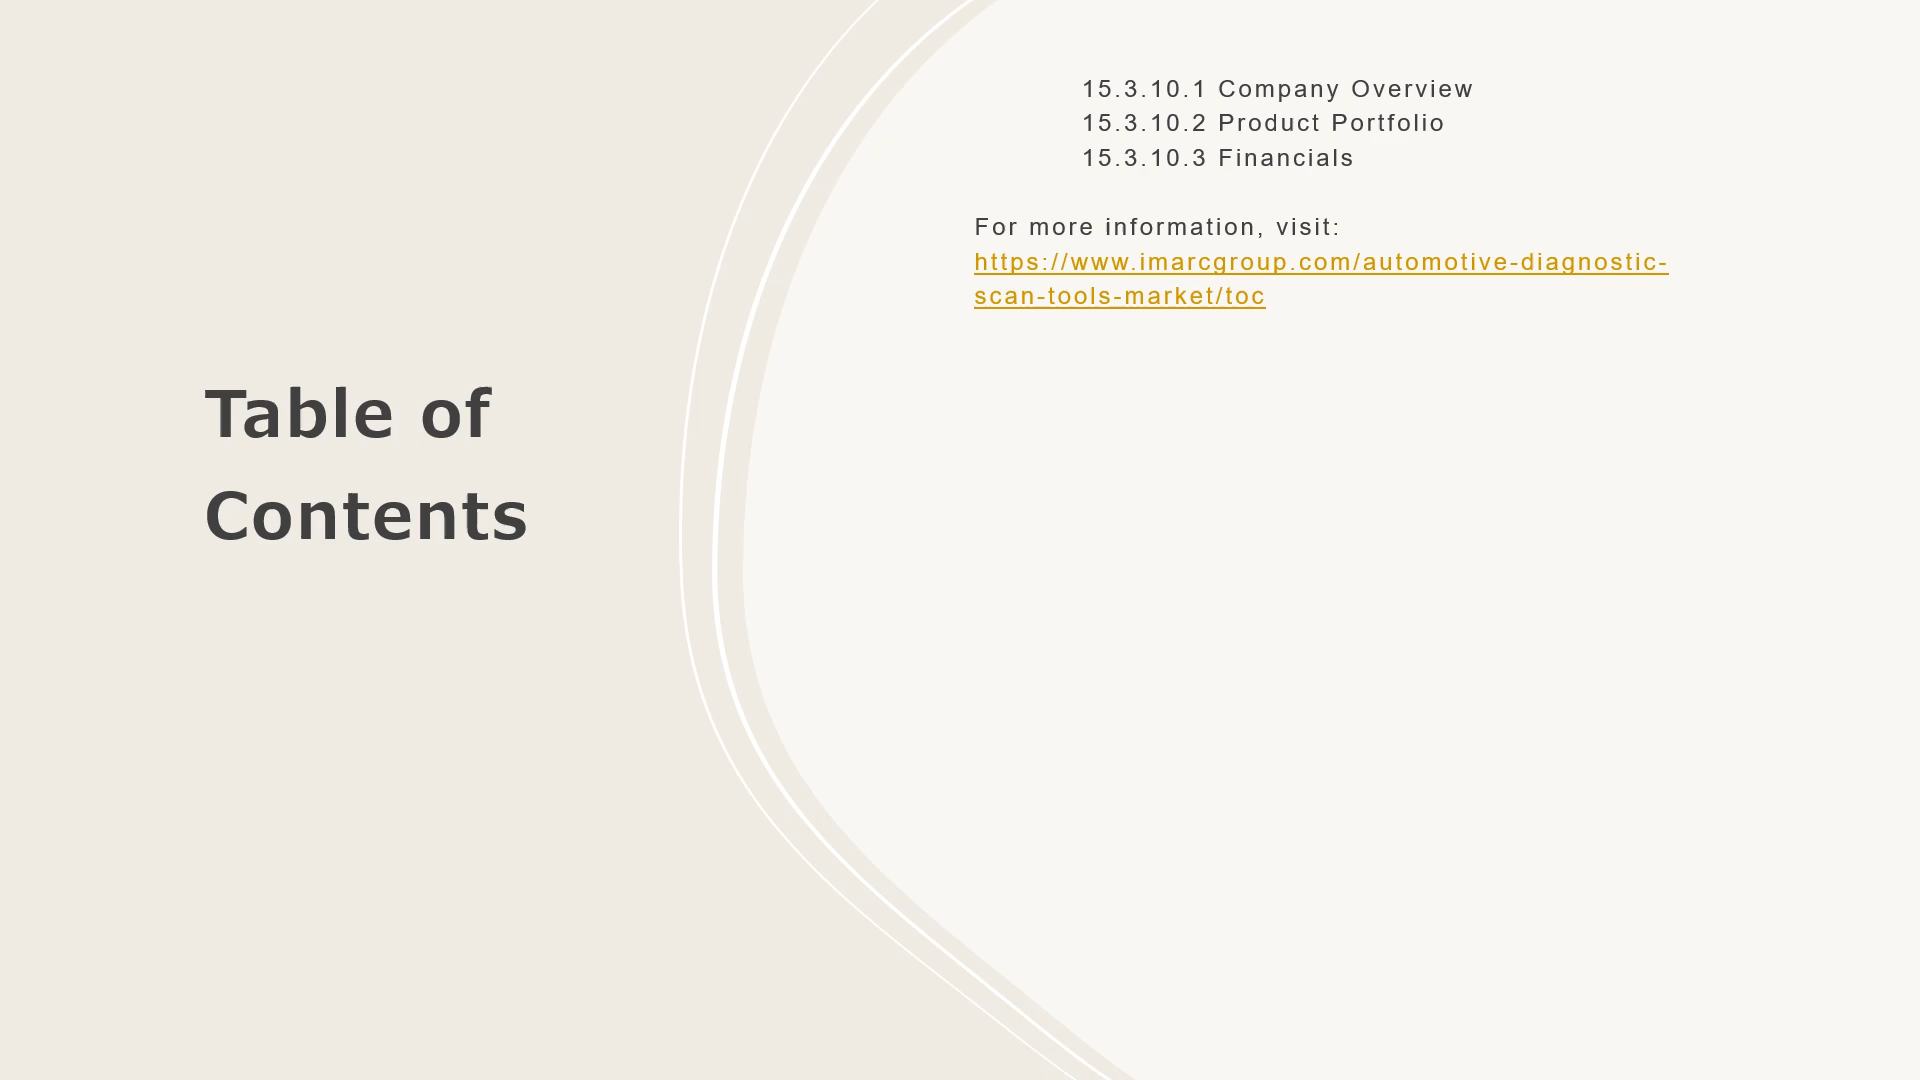 Table of
Contents
15.3.10.1 Company Overview
15.3.10.2 Product Portfolio
15.3.10.3 Financials
For more information, visit:
https://www.imarcgroup.com/automotive-diagnostic-
scan-tools-market/toc